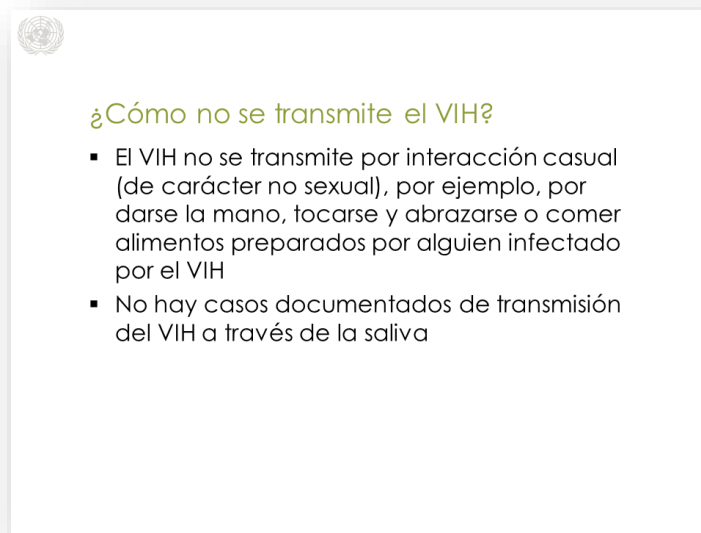 ¿Cómo no se transmite el VIH?
▪ El VIH no se transmite por interacción casual
(de carácter no sexual), por ejemplo, por
darse la mano, tocarse y abrazarse o comer
alimentos preparados por alguien infectado
por el VIH
▪ No hay casos documentados de transmisión
del VIH a través de la saliva